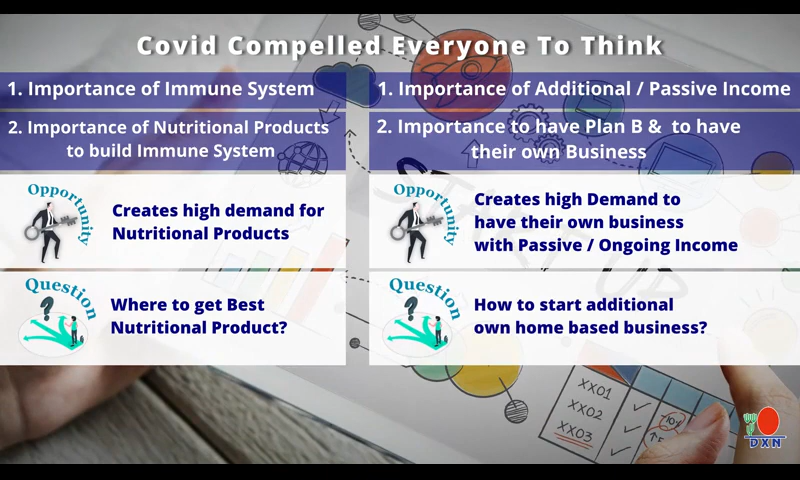 Covid Compelled Everyone To Think
1. Importance of Immune System
2. Importance of Nutritional Products
to build Immune System
Opportunity
Creates high demand for
Nutritional Products
Question
?
Where to get Best
Nutritional Product?
1. Importance of Additional / Passive Income
2. Importance to have Plan B & to have
their own Business
Opportunity
Creates high Demand to
have their own business
with Passive / Ongoing Income
Question
?
How to start additional
own home based business?
XX01
XX02
XX03
DXN